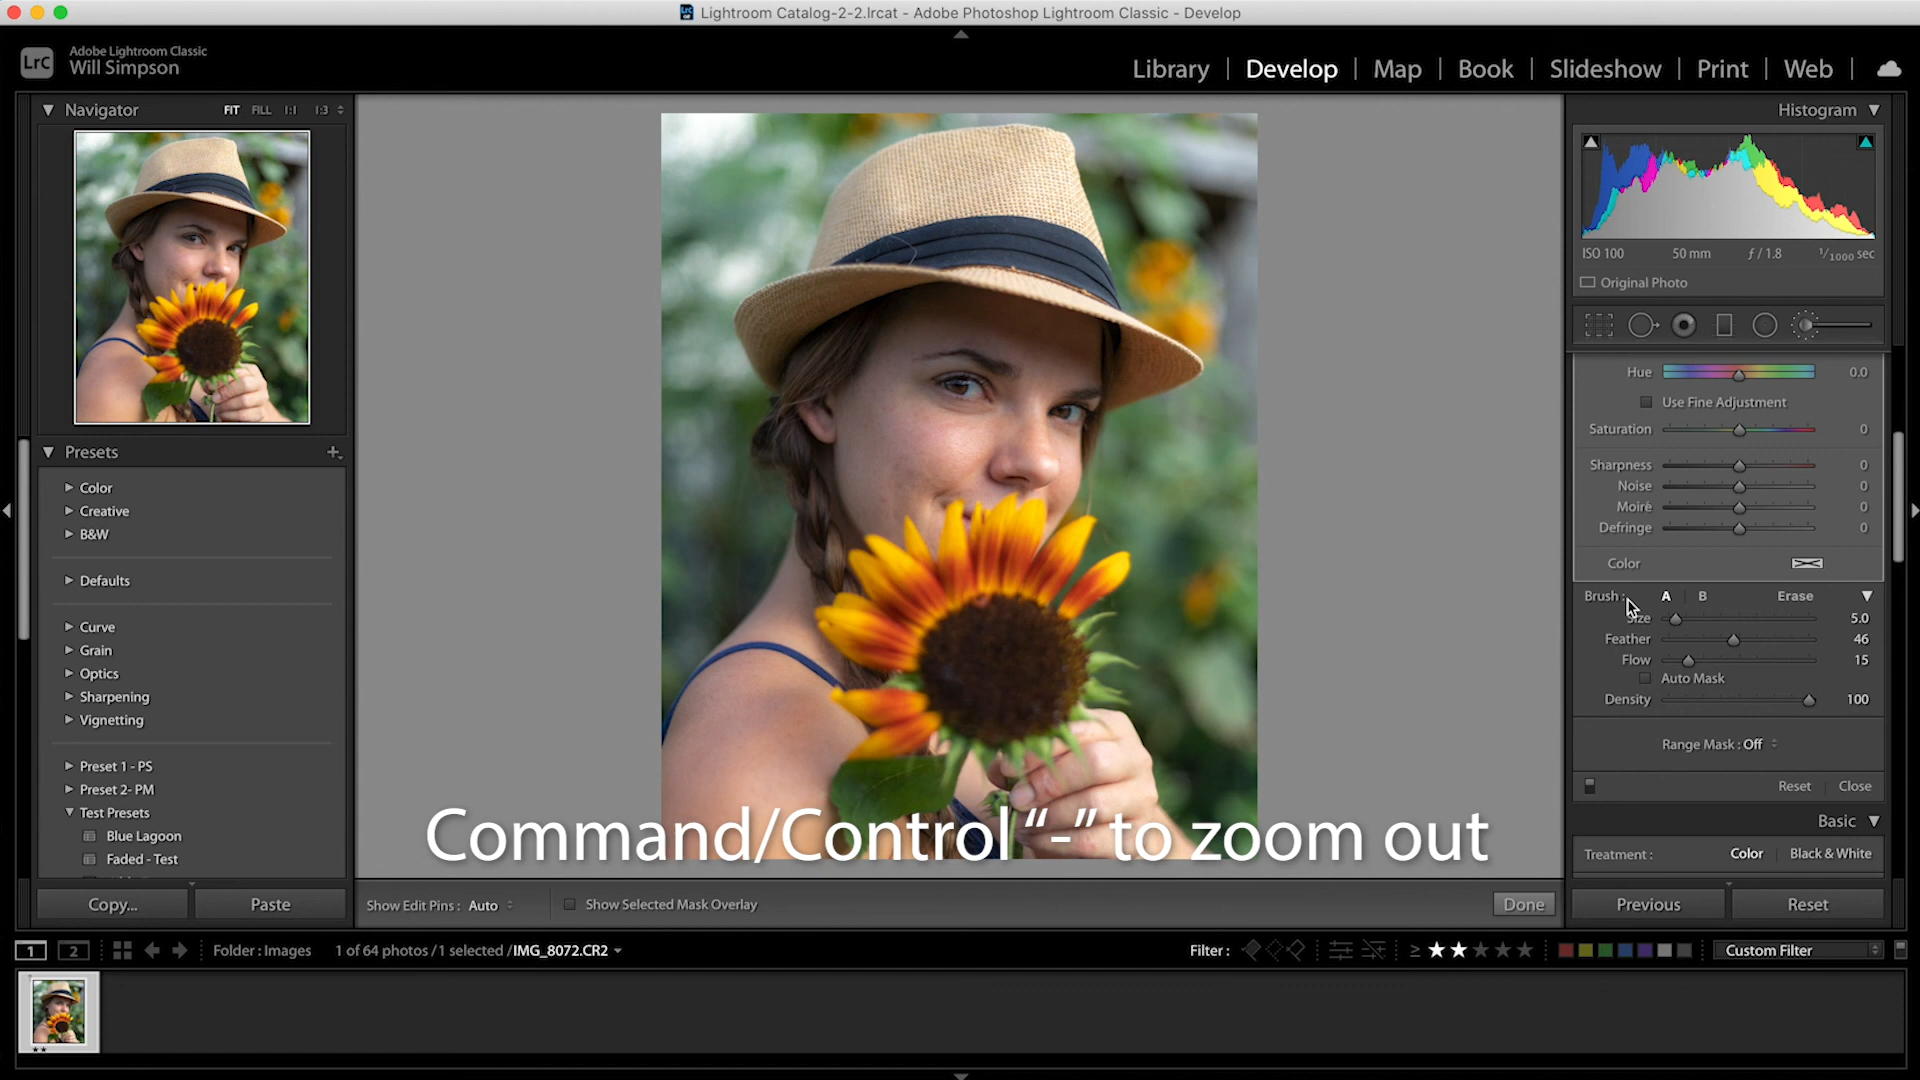 Lightroom Catalog-2-2.lrcat - Adobe Photoshop Lightroom Classic - Develop
LrC
Adobe Lightroom Classic
Will Simpson
Library | Develop | Map | Book | Slideshow | Print | Web |
Navigator
FIT FILL 1:1 1:3
Presets
Color
Creative
B&W
Defaults
Curve
Grain
Optics
Sharpening
Vignetting
Preset 1 - PS
Preset 2- PM
Test Presets
Blue Lagoon
Faded - Test
Copy...
Paste
Command/Control “-” to zoom out
Show Edit Pins : Auto
Show Selected Mask Overlay
Done
Histogram
ISO 100 50 mm ƒ / 1.8 1/1000 sec
Original Photo
Hue 0.0
Use Fine Adjustment
Saturation 0
Sharpness 0
Noise 0
Moiré 0
Defringe 0
Color
Brush : A B Erase
Size 5.0
Feather 46
Flow 15
Auto Mask
Density 100
Range Mask : Off
Reset Close
Basic
Treatment : Color Black & White
Previous
Reset
1 2 Folder : Images 1 of 64 photos / 1 selected / IMG_8072.CR2
Filter : ≥ ★★★★★ Custom Filter